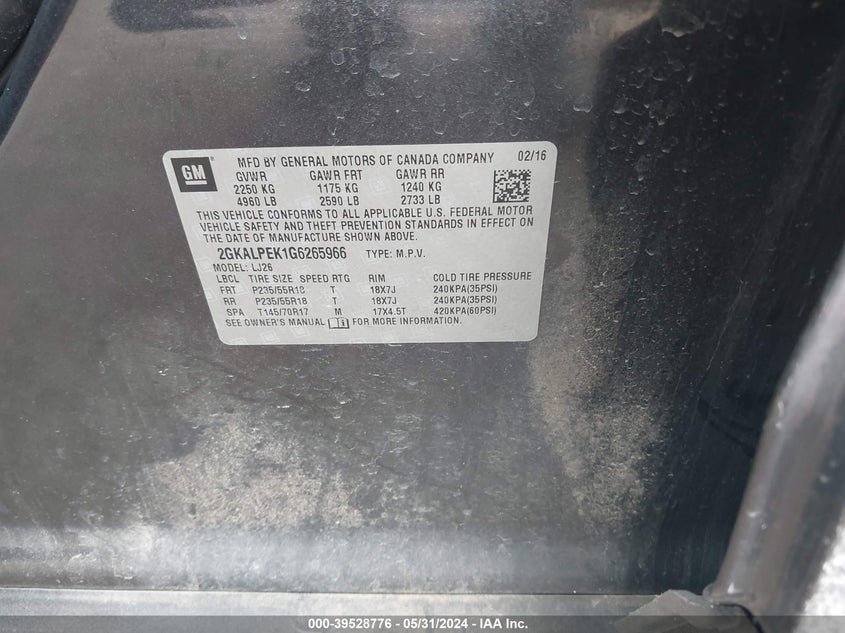 GM
MFD BY GENERAL MOTORS OF CANADA COMPANY 02/16
GVWR GAWR FRT GAWR RR
2250 KG 1175 KG 1240 KG
4960 LB 2590 LB 2733 LB
THIS VEHICLE CONFORMS TO ALL APPLICABLE U.S. FEDERAL MOTOR
VEHICLE SAFETY AND THEFT PREVENTION STANDARDS IN EFFECT ON
THE DATE OF MANUFACTURE SHOWN ABOVE.
2GKALPEK1G6265966 TYPE: M.P.V.
MODEL: LJ26
LBCL TIRE SIZE SPEED RTG RIM COLD TIRE PRESSURE
FRT P235/55R18 T 18X7J 240KPA(35PSI)
RR P235/55R18 T 18X7J 240KPA(35PSI)
SPA T145/70R17 M 17X4.5T 420KPA(60PSI)
SEE OWNER'S MANUAL FOR MORE INFORMATION.
000-39528776 - 05/31/2024 - IAA Inc.